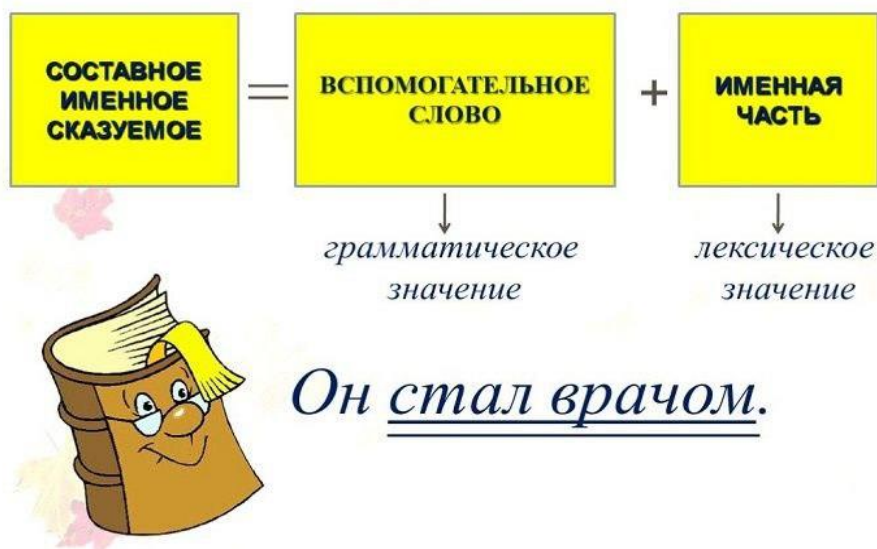 СОСТАВНОЕ
ИМЕННОЕ
СКАЗУЕМОЕ
=
ВСПОМОГАТЕЛЬНОЕ
СЛОВО
+
ИМЕННАЯ
ЧАСТЬ
грамматическое
значение
лексическое
значение
Он стал врачом.